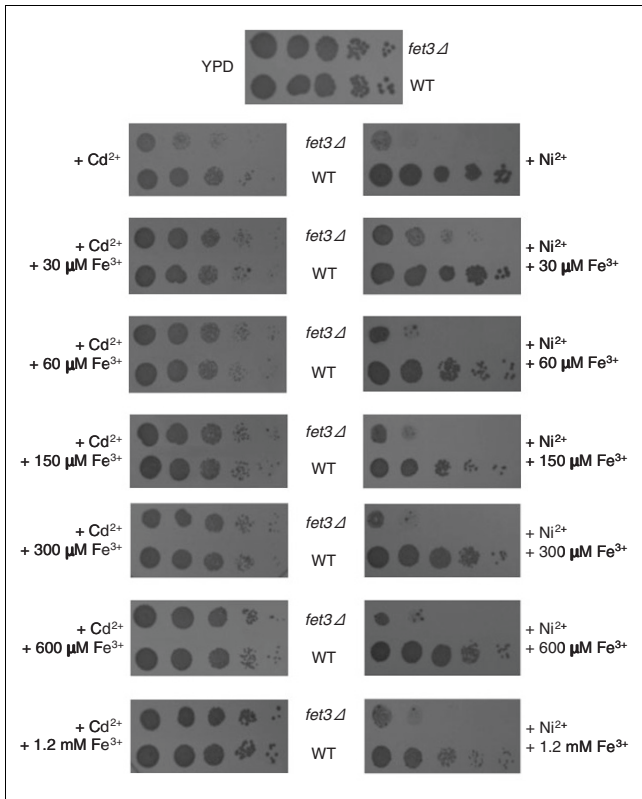 fet3Δ
YPD
WT
fet3Δ
+ Cd²⁺
+ Ni²⁺
WT
+ Cd²⁺
+ 30 µM Fe³⁺
fet3Δ
WT
+ Ni²⁺
+ 30 µM Fe³⁺
+ Cd²⁺
+ 60 µM Fe³⁺
fet3Δ
WT
+ Ni²⁺
+ 60 µM Fe³⁺
+ Cd²⁺
+ 150 µM Fe³⁺
fet3Δ
WT
+ Ni²⁺
+ 150 µM Fe³⁺
+ Cd²⁺
+ 300 µM Fe³⁺
fet3Δ
WT
+ Ni²⁺
+ 300 µM Fe³⁺
+ Cd²⁺
+ 600 µM Fe³⁺
fet3Δ
WT
+ Ni²⁺
+ 600 µM Fe³⁺
+ Cd²⁺
+ 1.2 mM Fe³⁺
fet3Δ
WT
+ Ni²⁺
+ 1.2 mM Fe³⁺